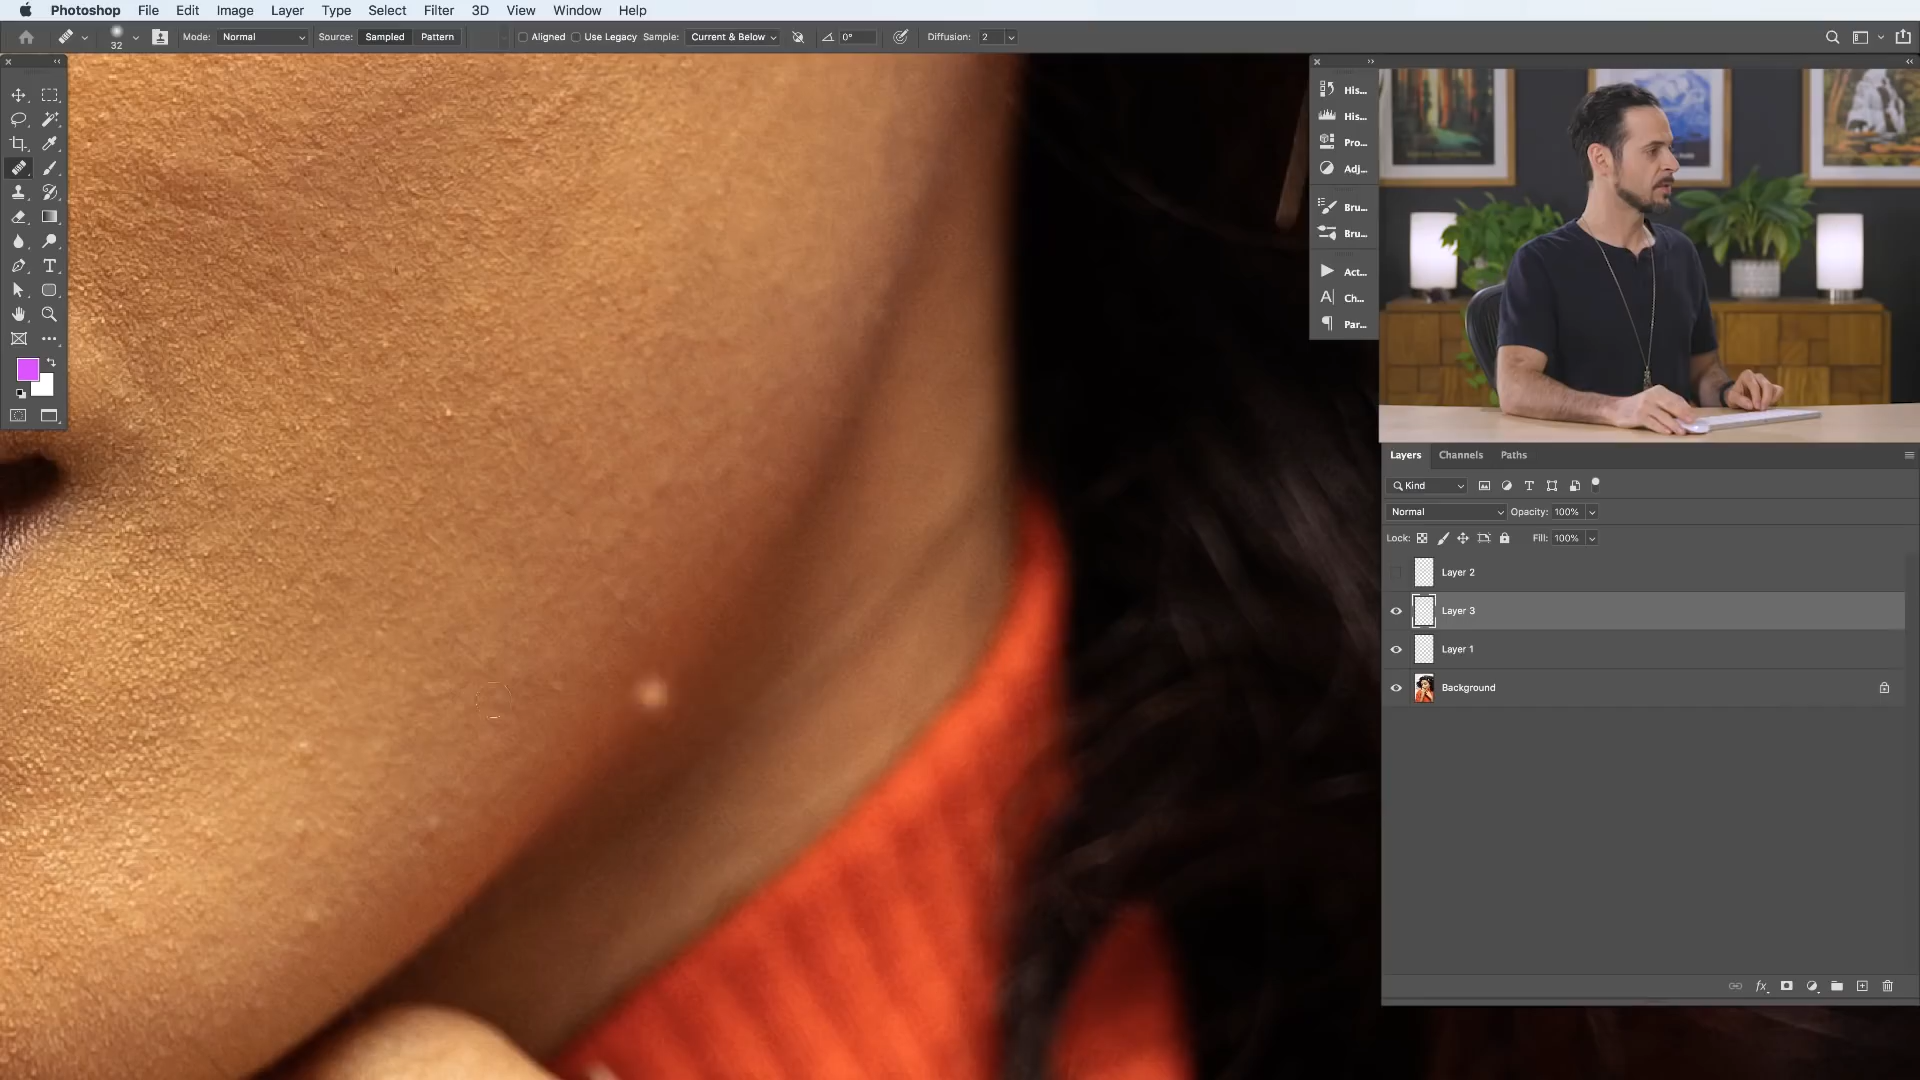 Photoshop File Edit Image Layer Type Select Filter 3D View Window Help
32 Mode: Normal Source: Sampled Pattern Aligned Use Legacy Sample: Current & Below 0° Diffusion: 2
His...
His...
Pro...
Adj...
Bru...
Bru...
Act...
Ch...
Par...
Layers Channels Paths
Kind
Normal Opacity: 100%
Lock: Fill: 100%
Layer 2
Layer 3
Layer 1
Background